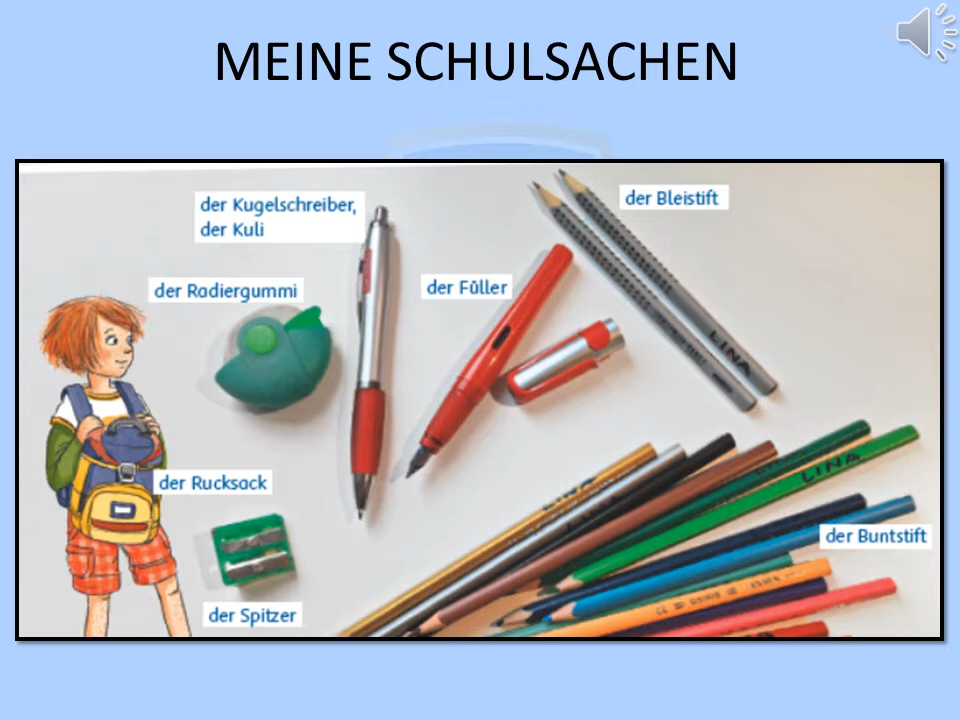 MEINE SCHULSACHEN
der Kugelschreiber,
der Kuli
der Bleistift
der Radiergummi
der Füller
LINA
der Rucksack
LINA
LINA
der Buntstift
der Spitzer